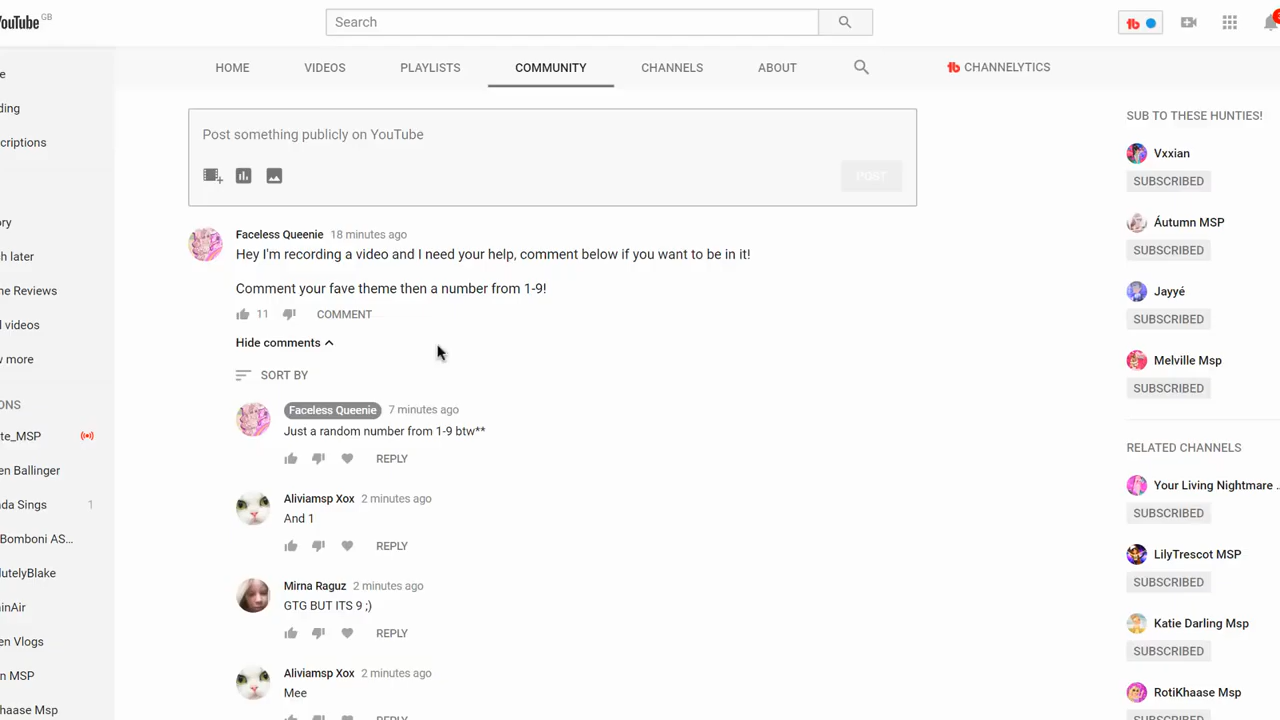 YouTube GB
Search
HOME
VIDEOS
PLAYLISTS
COMMUNITY
CHANNELS
ABOUT
CHANNELYTICS
Post something publicly on YouTube
POST
Faceless Queenie 18 minutes ago
Hey I'm recording a video and I need your help, comment below if you want to be in it!
Comment your fave theme then a number from 1-9!
11
COMMENT
Hide comments
SORT BY
Faceless Queenie 7 minutes ago
Just a random number from 1-9 btw**
REPLY
Aliviamsp Xox 2 minutes ago
And 1
REPLY
Mirna Raguz 2 minutes ago
GTG BUT ITS 9 ;)
REPLY
Aliviamsp Xox 2 minutes ago
Mee
REPLY
SUB TO THESE HUNTIES!
Vxxian
SUBSCRIBED
Áutumn MSP
SUBSCRIBED
Jayyé
SUBSCRIBED
Melville Msp
SUBSCRIBED
RELATED CHANNELS
Your Living Nightmare ..
SUBSCRIBED
LilyTrescot MSP
SUBSCRIBED
Katie Darling Msp
SUBSCRIBED
RotiKhaase Msp
SUBSCRIBED
e
ding
criptions
ory
h later
ne Reviews
d videos
w more
ONS
te_MSP
en Ballinger
da Sings 1
Bomboni AS...
lutelyBlake
inAir
en Vlogs
n MSP
haase Msp